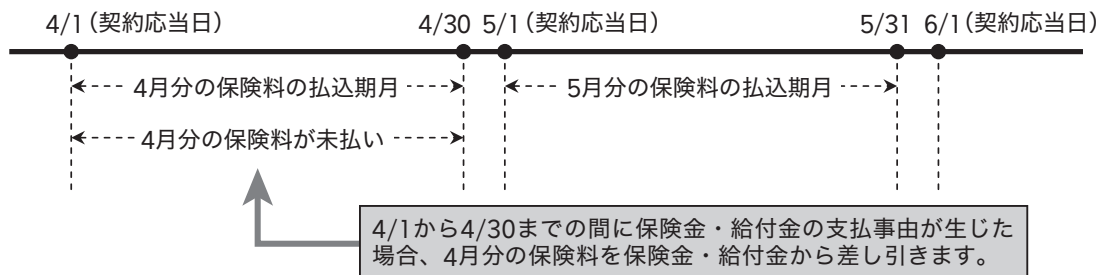 4/1(契約応当日)
4/30 5/1(契約応当日)
5/31 6/1(契約応当日)
4月分の保険料の払込期月
5月分の保険料の払込期月
4月分の保険料が未払い
4/1から4/30までの間に保険金・給付金の支払事由が生じた
場合、4月分の保険料を保険金・給付金から差し引きます。